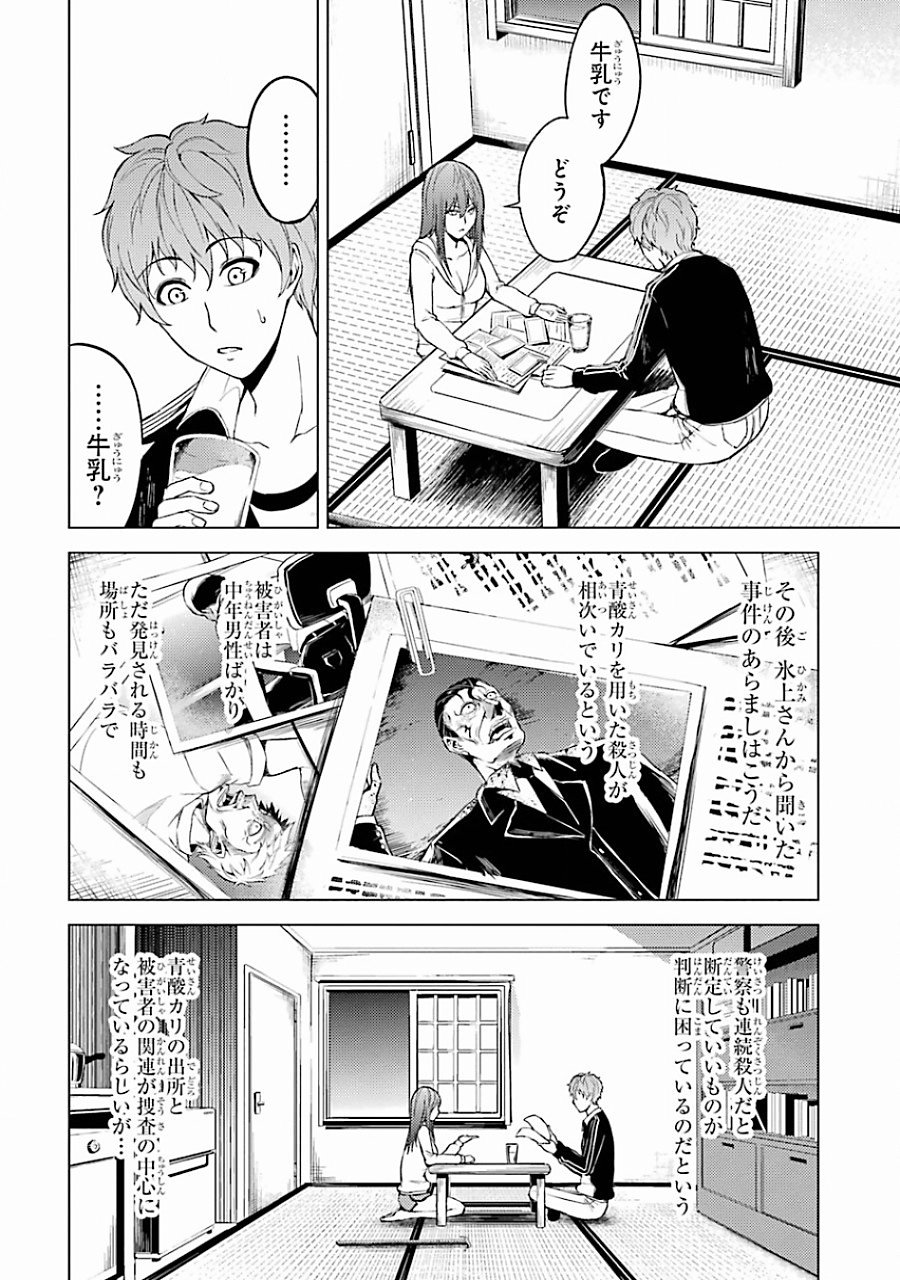 牛乳です
どうぞ
………
………牛乳?
その後 氷上さんから聞いた
事件のあらましはこうだ
青酸カリを用いた殺人が
相次いでいるという
被害者は
中年男性ばかり
ただ発見される時間も
場所もバラバラで
警察も連続殺人だと
断定していいものか
判断に困っているのだという
青酸カリの出所と
被害者の関連が捜査の中心に
なっているらしいが…